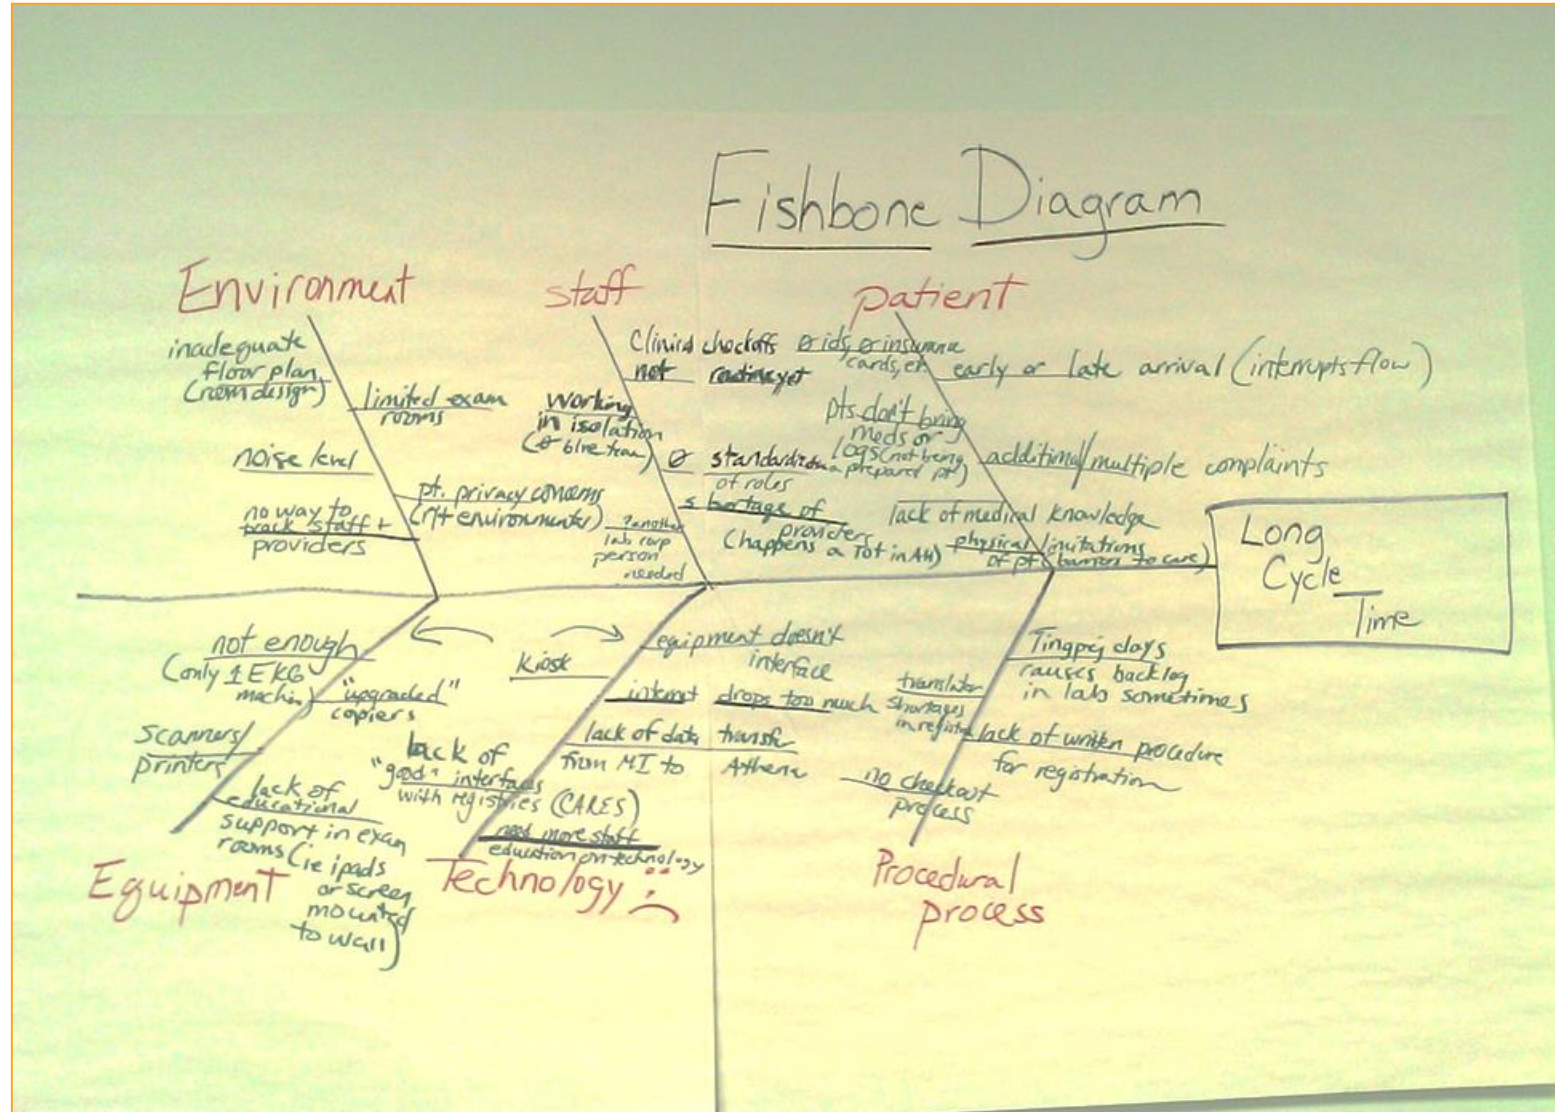 Fishbone Diagram
Environment
inadequate
floor plan
(room design)
limited exam
rooms
noise level
pt. privacy concerns
(r/t environment
no way to
track staff +
providers
staff
Clinical checkoffs
not routine yet
working
in isolation
(Ø blue team)
Ø standardization
of roles
shortage of
providers
(happens a lot in AM)
?another
lab corp
person
needed
patient
Ø ids, Ø insurance
cards, etc
early or late arrival (interrupts flow)
pts don't bring
meds or
logs (not being
a prepared pt)
additional/multiple complaints
lack of medical knowledge
physical limitations
of pt (barriers to care)
Long
Cycle
Time
Equipment
not enough
(only 1 EKG
machine)
"upgraded"
copiers
scanners/
printers
lack of
educational
support in exam
rooms (ie ipads
or screen
mounted
to wall)
Technology :(
Kiosk
equipment doesn't
interface
internet drops too much
lack of data transfer
from MI to Athena
lack of
"good" interfaces
with registries (CARES)
need more staff
education on technology
Procedural
process
days
causes backlog
in lab sometimes
translator
shortages
in
lack of written procedure
for registration
no checkout
process